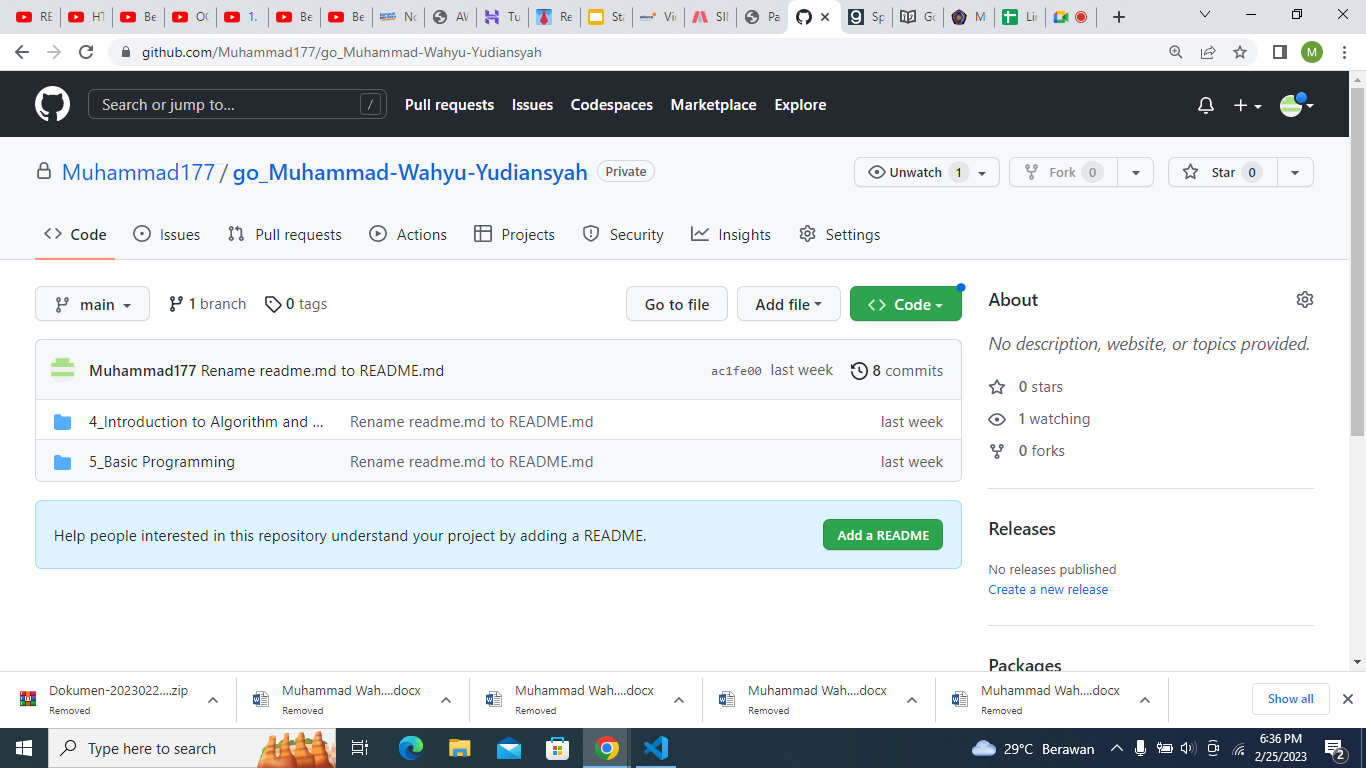 RE
HT
Be
OC
1.
Be
Be
No
AV
Tu
Re
Sta
Vi
SII
Pa
Sp
Go
M
Lir
github.com/Muhammad177/go_Muhammad-Wahyu-Yudiansyah
M
Search or jump to...
/
Pull requests
Issues
Codespaces
Marketplace
Explore
Muhammad177 / go_Muhammad-Wahyu-Yudiansyah
Private
Unwatch 1
Fork 0
Star 0
Code
Issues
Pull requests
Actions
Projects
Security
Insights
Settings
main
1 branch
0 tags
Go to file
Add file
Code
Muhammad177 Rename readme.md to README.md
ac1fe00 last week
8 commits
4_Introduction to Algorithm and ...
Rename readme.md to README.md
last week
5_Basic Programming
Rename readme.md to README.md
last week
Help people interested in this repository understand your project by adding a README.
Add a README
About
No description, website, or topics provided.
0 stars
1 watching
0 forks
Releases
No releases published
Create a new release
Packages
Dokumen-2023022....zip
Removed
Muhammad Wah....docx
Removed
Muhammad Wah....docx
Removed
Muhammad Wah....docx
Removed
Muhammad Wah....docx
Removed
Show all
Type here to search
29°C Berawan
6:36 PM
2/25/2023
2